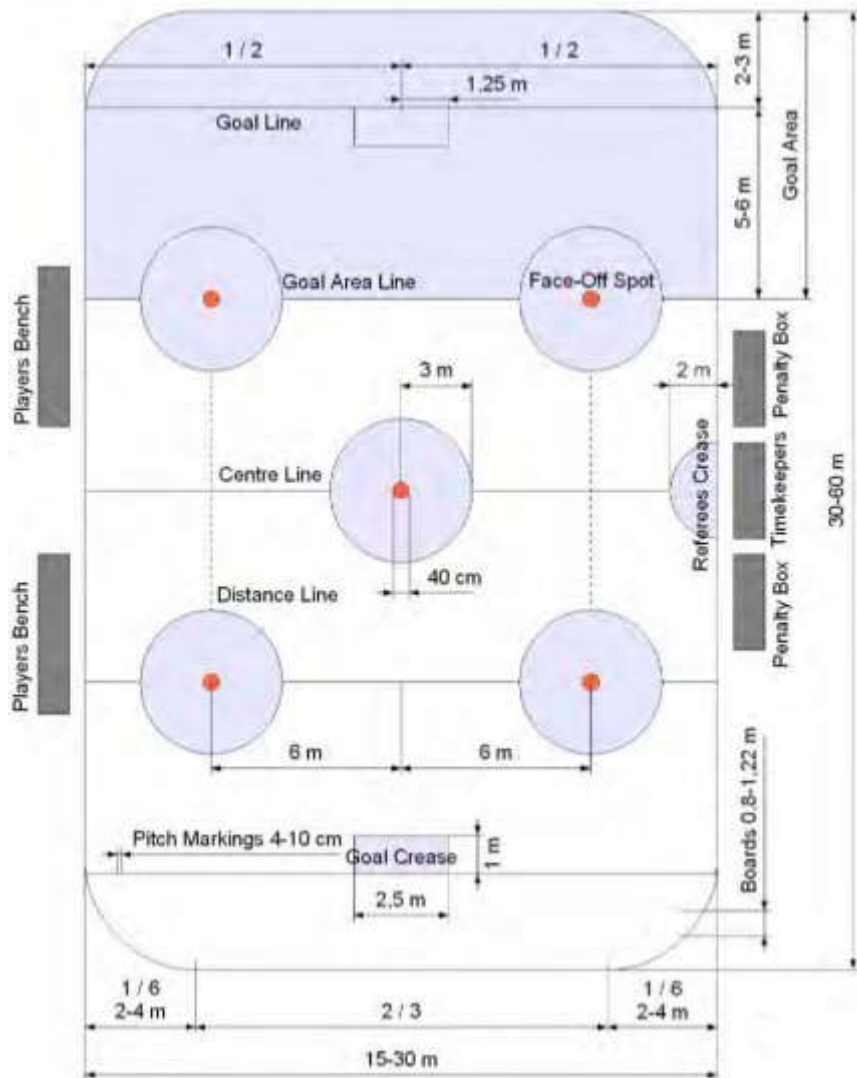 1 / 2
1 / 2
1,25 m
2-3 m
Goal Line
5-6 m
Goal Area
Goal Area Line
Face-Off Spot
Players Bench
3 m
2 m
Penalty Box
Centre Line
Referees Crease
Timekeepers
30-60 m
40 cm
Distance Line
Players Bench
Penalty Box
6 m
6 m
Boards 0.8-1,22 m
Pitch Markings 4-10 cm
Goal Crease
1 m
2,5 m
1 / 6
2-4 m
2 / 3
1 / 6
2-4 m
15-30 m